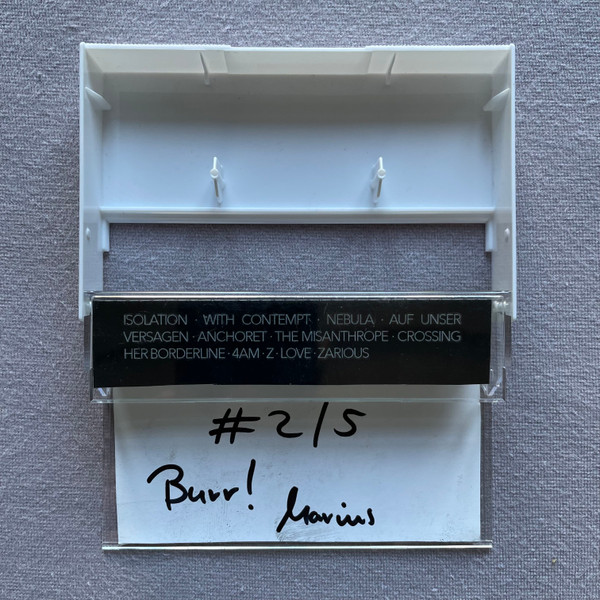 ISOLATION · WITH CONTEMPT · NEBULA · AUF UNSER
VERSAGEN · ANCHORET · THE MISANTHROPE · CROSSING
HER BORDERLINE · 4AM · Z · LOVE · ZARIOUS
#2/5
Burr!
Marius